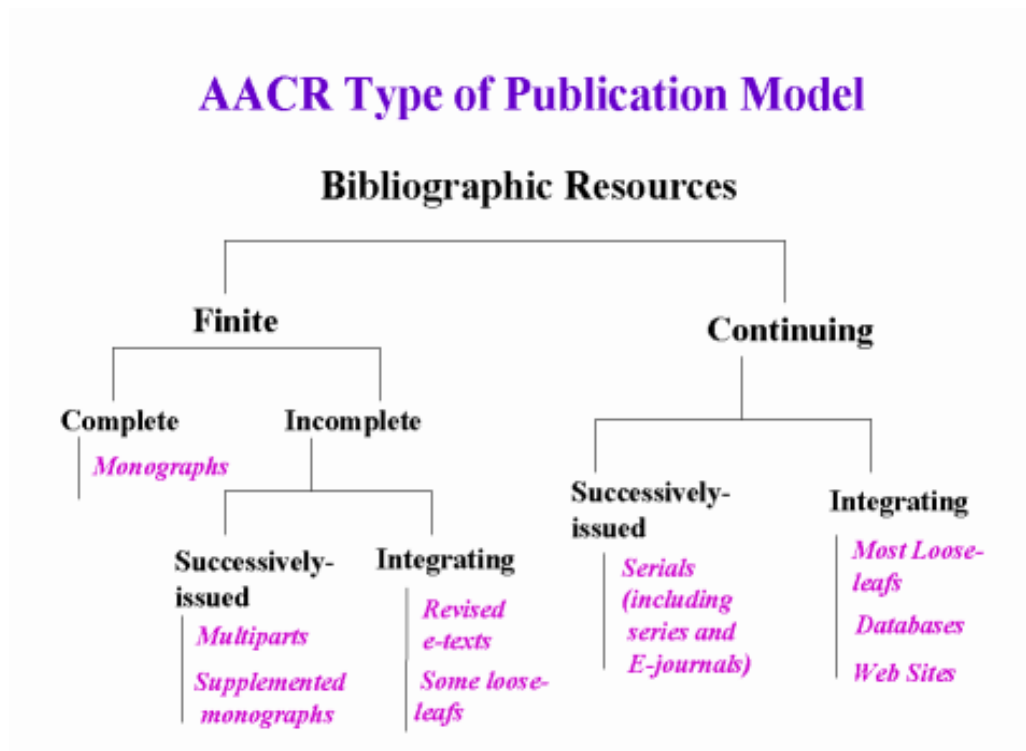 AACR Type of Publication Model
Bibliographic Resources
Finite
Continuing
Complete
Incomplete
Monographs
Successively-
issued
Integrating
Multiparts
Supplemented
monographs
Revised
e-texts
Some loose-
leafs
Successively-
issued
Integrating
Serials
(including
series and
E-journals)
Most Loose-
leafs
Databases
Web Sites